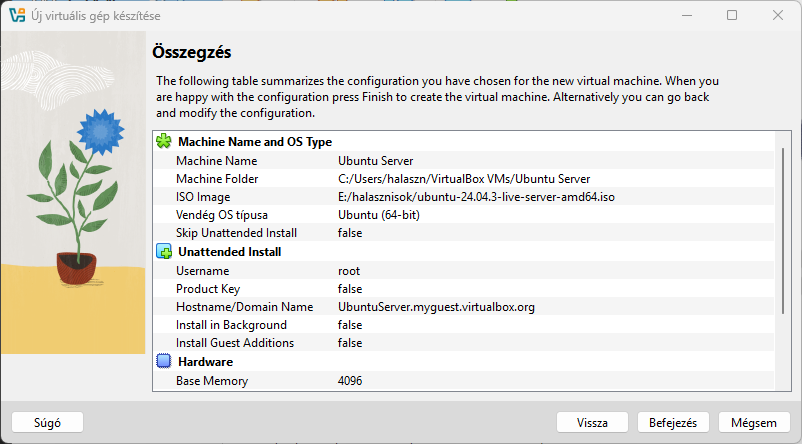 Új virtuális gép készítése
Összegzés
The following table summarizes the configuration you have chosen for the new virtual machine. When you
are happy with the configuration press Finish to create the virtual machine. Alternatively you can go back
and modify the configuration.
Machine Name and OS Type
Machine Name Ubuntu Server
Machine Folder C:/Users/halaszn/VirtualBox VMs/Ubuntu Server
ISO Image E:/halasznisok/ubuntu-24.04.3-live-server-amd64.iso
Vendég OS típusa Ubuntu (64-bit)
Skip Unattended Install false
Unattended Install
Username root
Product Key false
Hostname/Domain Name UbuntuServer.myguest.virtualbox.org
Install in Background false
Install Guest Additions false
Hardware
Base Memory 4096
Súgó Vissza Befejezés Mégsem